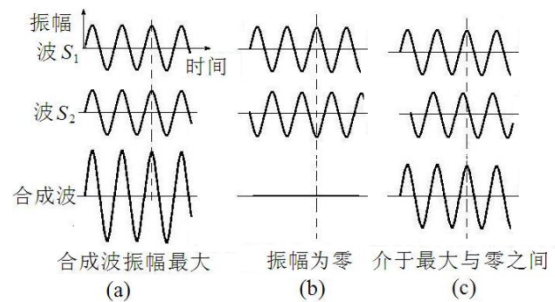 振幅
波S₁
时间
波S₂
合成波
合成波振幅最大
振幅为零
介于最大与零之间
(a)
(b)
(c)